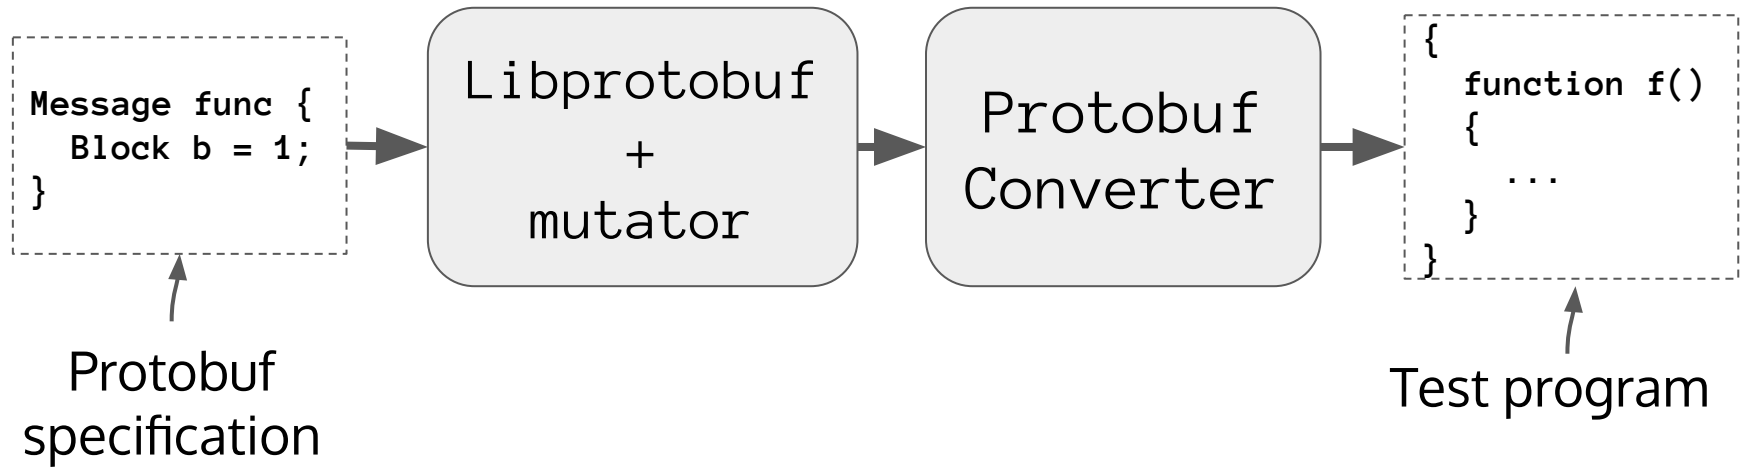 Message func {
  Block b = 1;
}
Protobuf
specification
Libprotobuf
+
mutator
Protobuf
Converter
{
  function f()
  {
    ...
  }
}
Test program